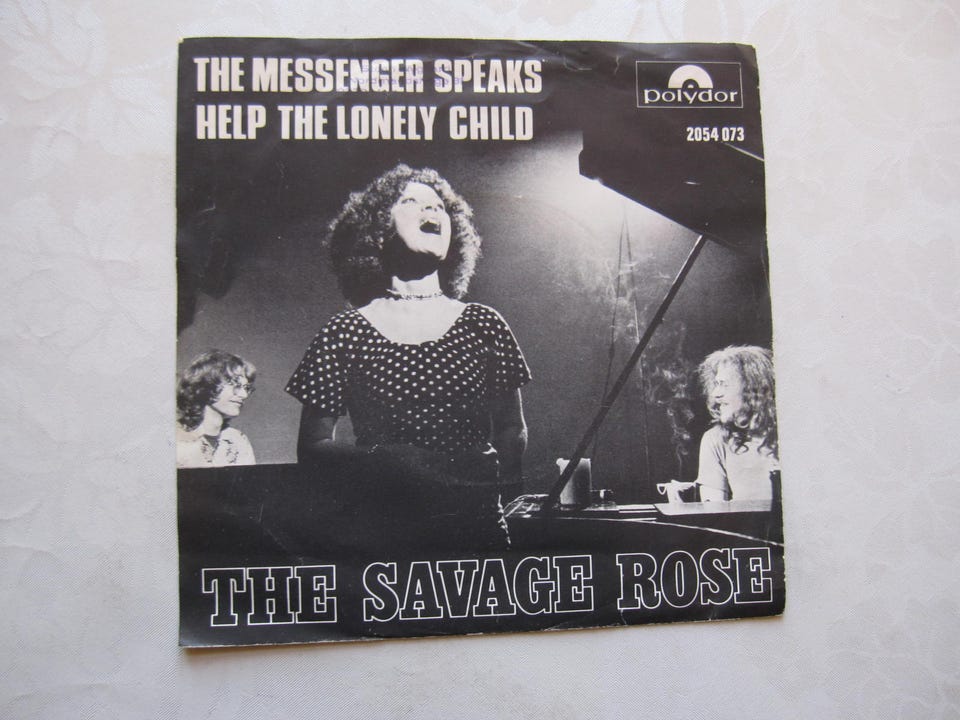 THE MESSENGER SPEAKS
HELP THE LONELY CHILD
polydor
2054 073
THE SAVAGE ROSE